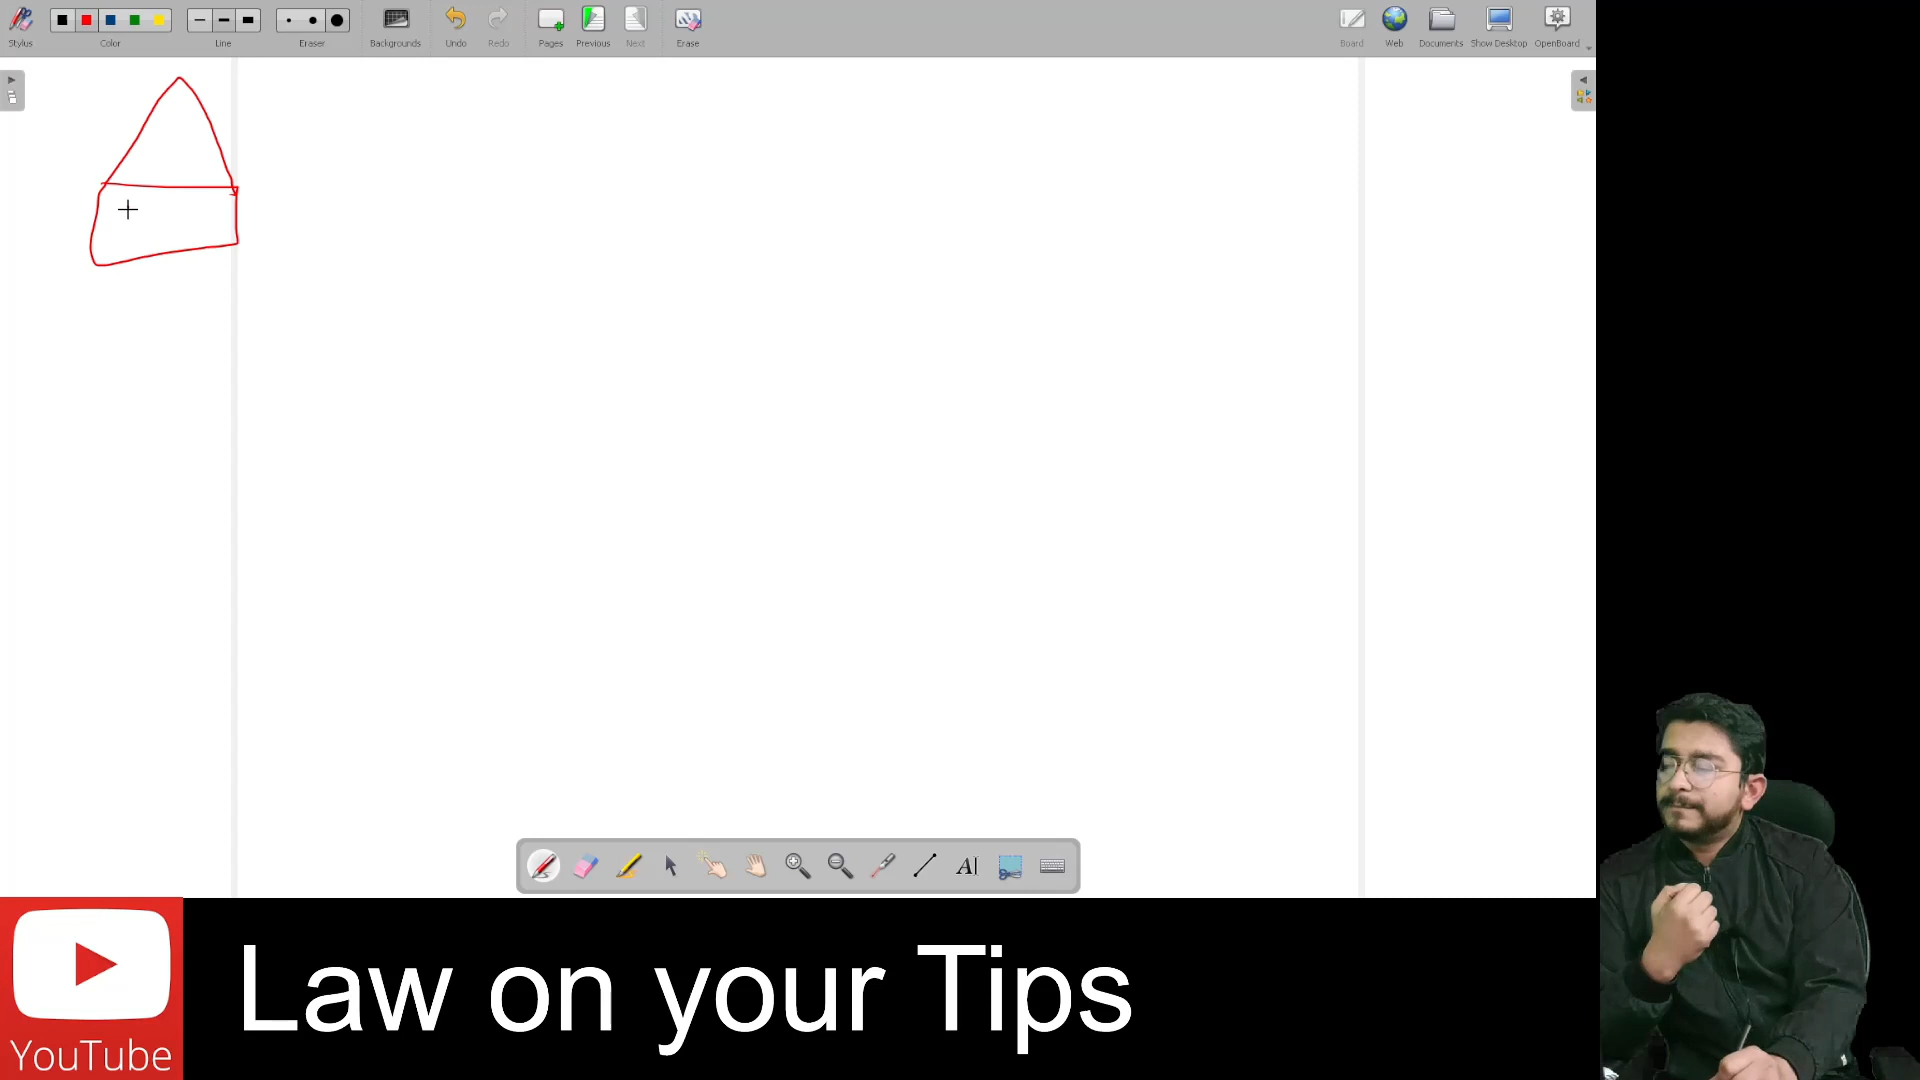 Stylus Color Line Eraser Backgrounds Undo Redo Pages Previous Next Erase Board Web Documents Show Desktop OpenBoard
A
Law on your Tips
YouTube